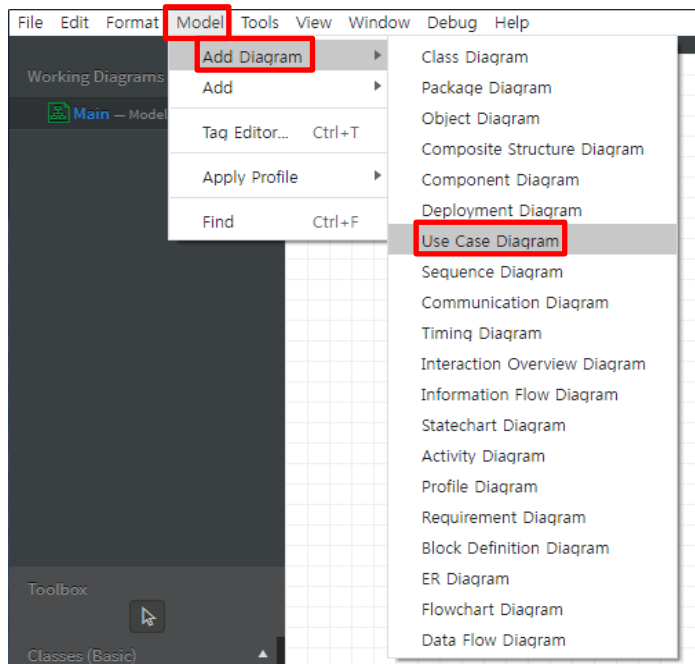 File Edit Format Model Tools View Window Debug Help
Working Diagrams
Main — Model
Add Diagram
Add
Tag Editor... Ctrl+T
Apply Profile
Find Ctrl+F
Class Diagram
Package Diagram
Object Diagram
Composite Structure Diagram
Component Diagram
Deployment Diagram
Use Case Diagram
Sequence Diagram
Communication Diagram
Timing Diagram
Interaction Overview Diagram
Information Flow Diagram
Statechart Diagram
Activity Diagram
Profile Diagram
Requirement Diagram
Block Definition Diagram
ER Diagram
Flowchart Diagram
Data Flow Diagram
Toolbox
Classes (Basic)